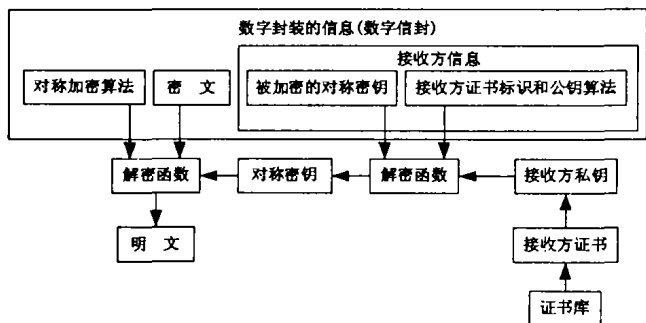 数字封装的信息(数字信封)
接收方信息
对称加密算法
密 文
被加密的对称密钥
接收方证书标识和公钥算法
解密函数
对称密钥
解密函数
接收方私钥
明 文
接收方证书
证书库